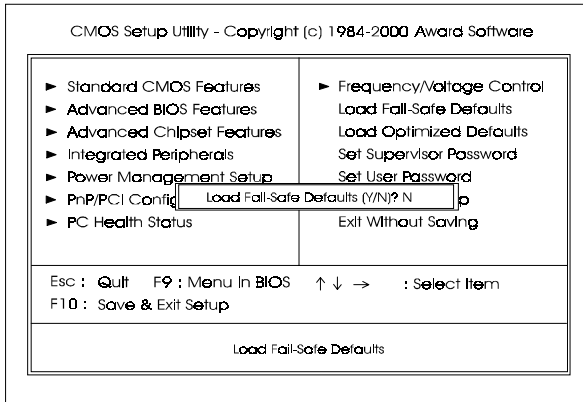 CMOS Setup Utility - Copyright (c) 1984-2000 Award Software
► Standard CMOS Features
► Advanced BIOS Features
► Advanced Chipset Features
► Integrated Peripherals
► Power Management Setup
► PnP/PCI Config
► PC Health Status
► Frequency/Voltage Control
Load Fail-Safe Defaults
Load Optimized Defaults
Set Supervisor Password
Set User Password
Exit Without Saving
Load Fail-Safe Defaults (Y/N)? N
Esc : Quit F9 : Menu in BIOS ↑ ↓ → : Select Item
F10 : Save & Exit Setup
Load Fail-Safe Defaults